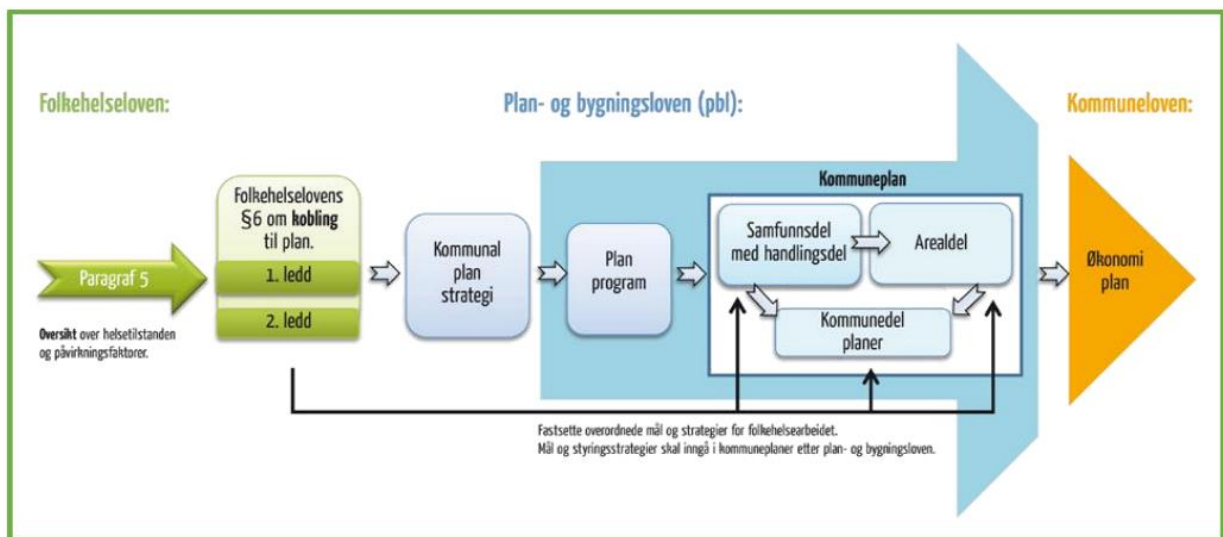 Folkehelseloven:
Plan- og bygningsloven (pbl):
Kommuneloven:
Paragraf 5
Oversikt over helsetilstanden
og påvirkningsfaktorer.
Folkehelselovens
§6 om kobling
til plan.
1. ledd
2. ledd
Kommunal
plan
strategi
Plan
program
Kommuneplan
Samfunnsdel
med handlingsdel
Arealdel
Kommunedel
planer
Økonomi
plan
Fastsette overordnede mål og strategier for folkehelsearbeidet.
Mål og styringsstrategier skal inngå i kommuneplaner etter plan- og bygningsloven.